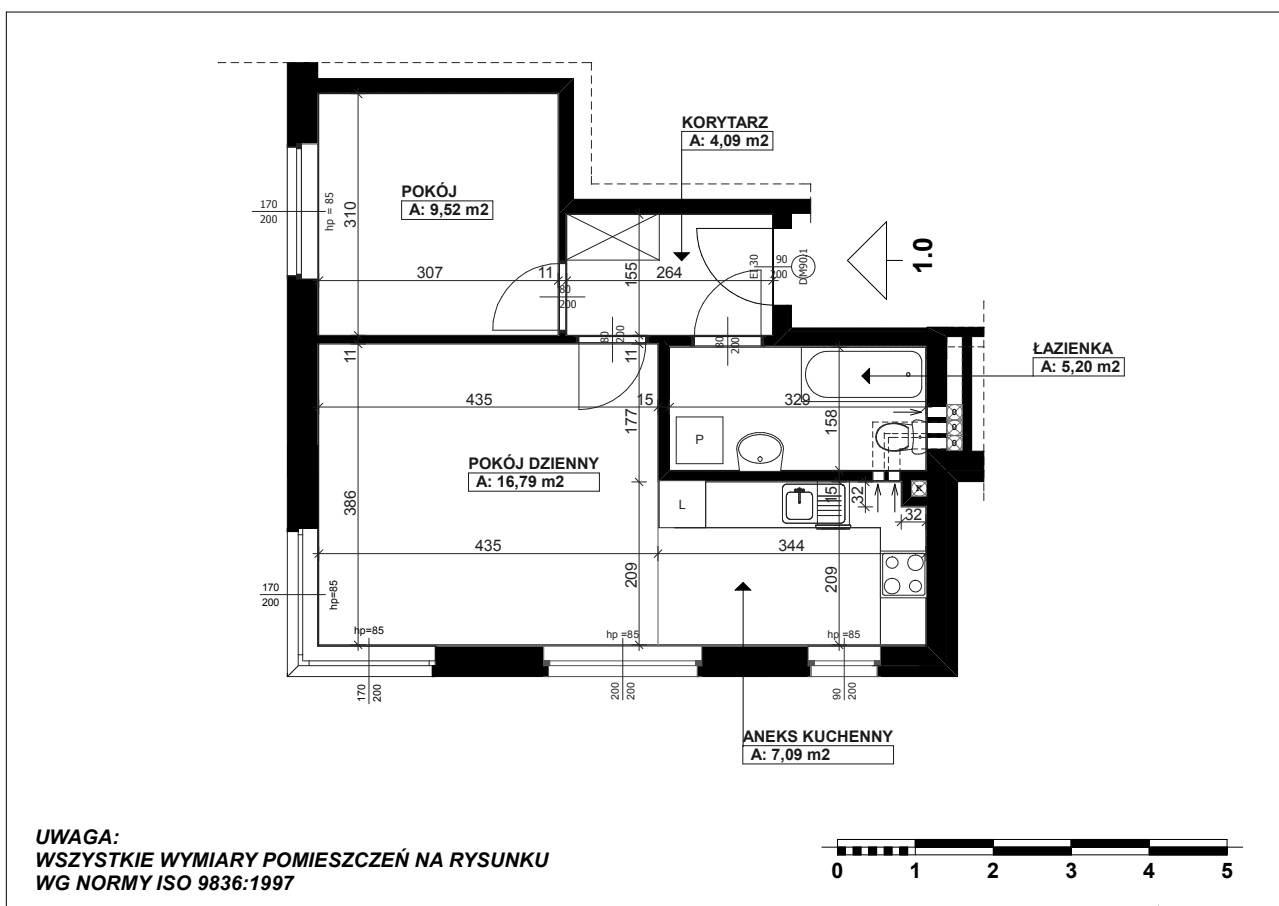 KORYTARZ
A: 4,09 m2
POKÓJ
A: 9,52 m2
170
200
hp = 85
310
307
11
80
200
155
264
EI 30
90
200
DM90.1
1.0
11
80
200
11
80
200
ŁAZIENKA
A: 5,20 m2
435
15
329
177
158
P
POKÓJ DZIENNY
A: 16,79 m2
386
L
15
32
32
435
344
209
209
170
200
hp=85
hp=85
hp =85
hp =85
170
200
200
200
90
200
ANEKS KUCHENNY
A: 7,09 m2
UWAGA:
WSZYSTKIE WYMIARY POMIESZCZEŃ NA RYSUNKU
WG NORMY ISO 9836:1997
0 1 2 3 4 5